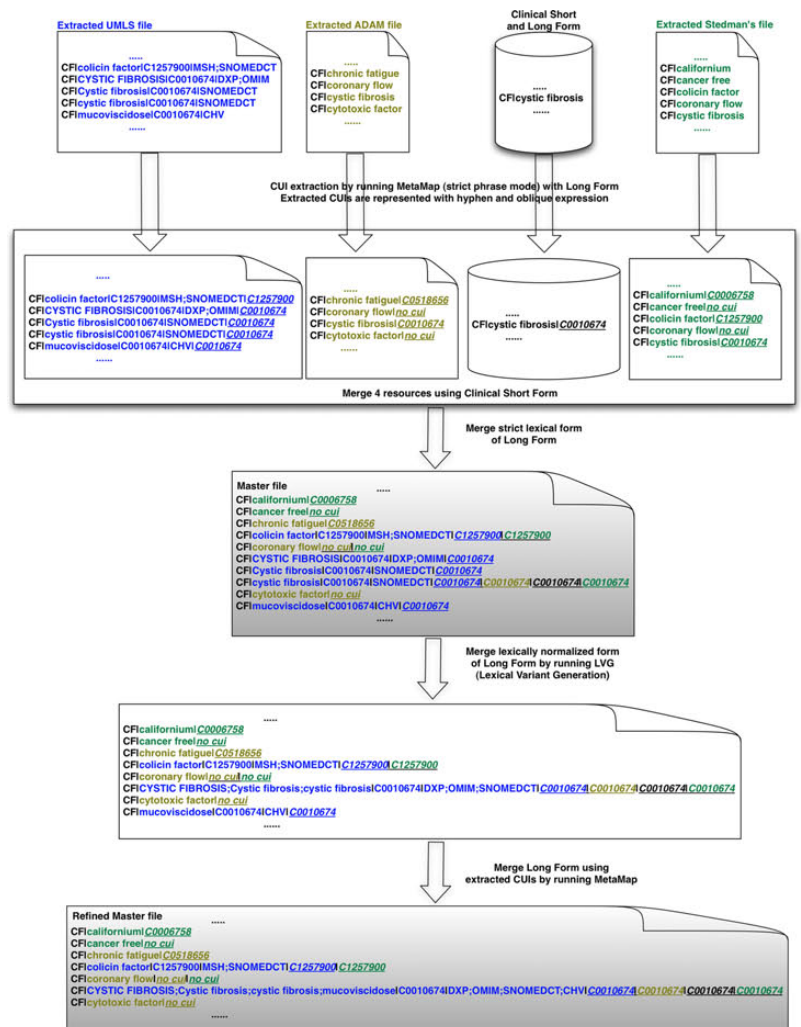 Extracted UMLS file
.....
CF|colicin factor|C1257900|MSH;SNOMEDCT
CF|CYSTIC FIBROSIS|C0010674|DXP;OMIM
CF|Cystic fibrosis|C0010674|SNOMEDCT
CF|cystic fibrosis|C0010674|SNOMEDCT
CF|mucoviscidose|C0010674|CHV
......
Extracted ADAM file
.....
CF|chronic fatigue
CF|coronary flow
CF|cystic fibrosis
CF|cytotoxic factor
......
Clinical Short
and Long Form
.....
CF|cystic fibrosis
......
Extracted Stedman's file
.....
CF|californium
CF|cancer free
CF|colicin factor
CF|coronary flow
CF|cystic fibrosis
......
CUI extraction by running MetaMap (strict phrase mode) with Long Form
Extracted CUIs are represented with hyphen and oblique expression
.....
CF|colicin factor|C1257900|MSH;SNOMEDCT|C1257900
CF|CYSTIC FIBROSIS|C0010674|DXP;OMIM|C0010674
CF|Cystic fibrosis|C0010674|SNOMEDCT|C0010674
CF|cystic fibrosis|C0010674|SNOMEDCT|C0010674
CF|mucoviscidose|C0010674|CHV|C0010674
......
.....
CF|chronic fatigue|C0518656
CF|coronary flow|no cui
CF|cystic fibrosis|C0010674
CF|cytotoxic factor|no cui
......
.....
CF|cystic fibrosis|C0010674
......
.....
CF|californium|C0006758
CF|cancer free|no cui
CF|colicin factor|C1257900
CF|coronary flow|no cui
CF|cystic fibrosis|C0010674
......
Merge 4 resources using Clinical Short Form
Merge strict lexical form
of Long Form
Master file
.....
CF|californium|C0006758
CF|cancer free|no cui
CF|chronic fatigue|C0518656
CF|colicin factor|C1257900|MSH;SNOMEDCT|C1257900|C1257900
CF|coronary flow|no cui|no cui
CF|CYSTIC FIBROSIS|C0010674|DXP;OMIM|C0010674
CF|Cystic fibrosis|C0010674|SNOMEDCT|C0010674
CF|cystic fibrosis|C0010674|SNOMEDCT|C0010674|C0010674|C0010674|C0010674
CF|cytotoxic factor|no cui
CF|mucoviscidose|C0010674|CHV|C0010674
......
Merge lexically normalized form
of Long Form by running LVG
(Lexical Variant Generation)
.....
CF|californium|C0006758
CF|cancer free|no cui
CF|chronic fatigue|C0518656
CF|colicin factor|C1257900|MSH;SNOMEDCT|C1257900|C1257900
CF|coronary flow|no cui|no cui
CF|CYSTIC FIBROSIS;Cystic fibrosis;cystic fibrosis|C0010674|DXP;OMIM;SNOMEDCT|C0010674|C0010674|C0010674|C0010674
CF|cytotoxic factor|no cui
CF|mucoviscidose|C0010674|CHV|C0010674
......
Merge Long Form using
extracted CUIs by running MetaMap
Refined Master file
.....
CF|californium|C0006758
CF|cancer free|no cui
CF|chronic fatigue|C0518656
CF|colicin factor|C1257900|MSH;SNOMEDCT|C1257900|C1257900
CF|coronary flow|no cui|no cui
CF|CYSTIC FIBROSIS;Cystic fibrosis;cystic fibrosis;mucoviscidose|C0010674|DXP;OMIM;SNOMEDCT;CHV|C0010674|C0010674|C0010674|C0010674
CF|cytotoxic factor|no cui
......